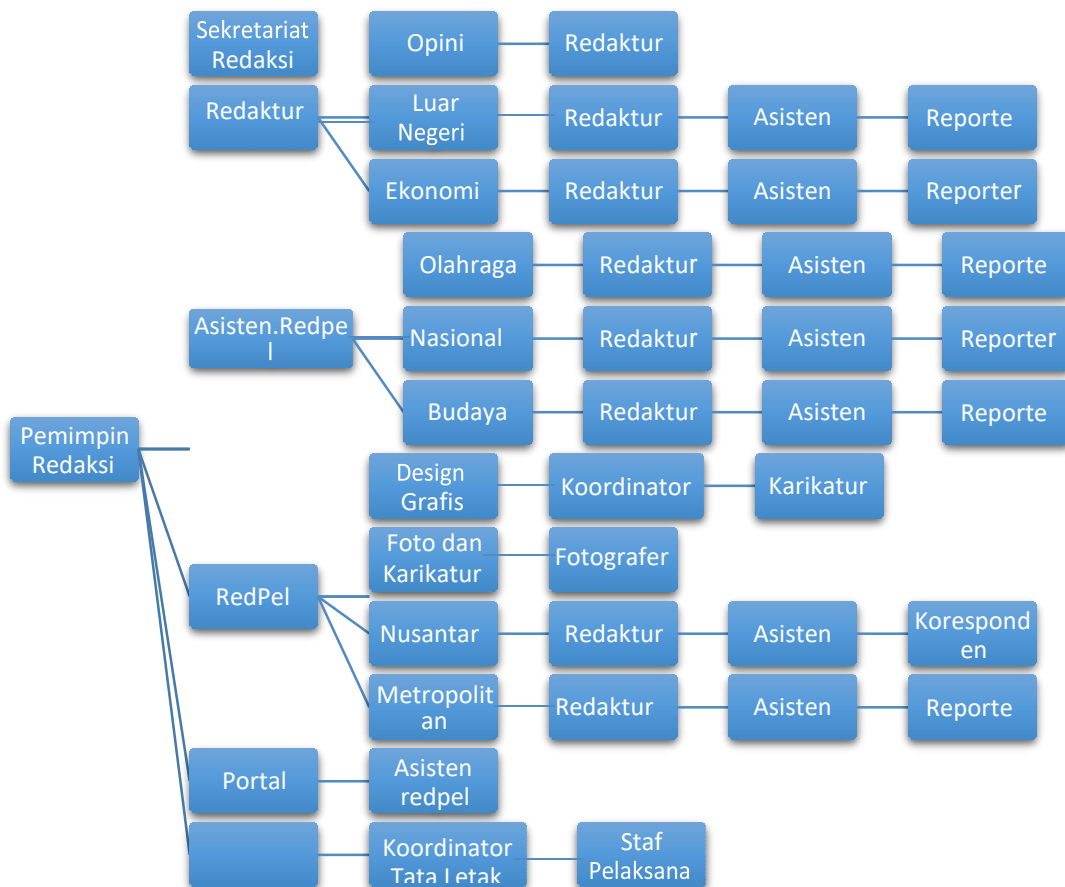 Sekretariat
Redaksi
Opini
Redaktur
Redaktur
Luar
Negeri
Redaktur
Asisten
Reporte
Ekonomi
Redaktur
Asisten
Reporter
Olahraga
Redaktur
Asisten
Reporte
Asisten.Redpe
l
Nasional
Redaktur
Asisten
Reporter
Budaya
Redaktur
Asisten
Reporte
Pemimpin
Redaksi
Design
Grafis
Koordinator
Karikatur
Foto dan
Karikatur
Fotografer
RedPel
Nusantar
Redaktur
Asisten
Korespond
en
Metropolit
an
Redaktur
Asisten
Reporte
Portal
Asisten
redpel
Koordinator
Tata Letak
Staf
Pelaksana